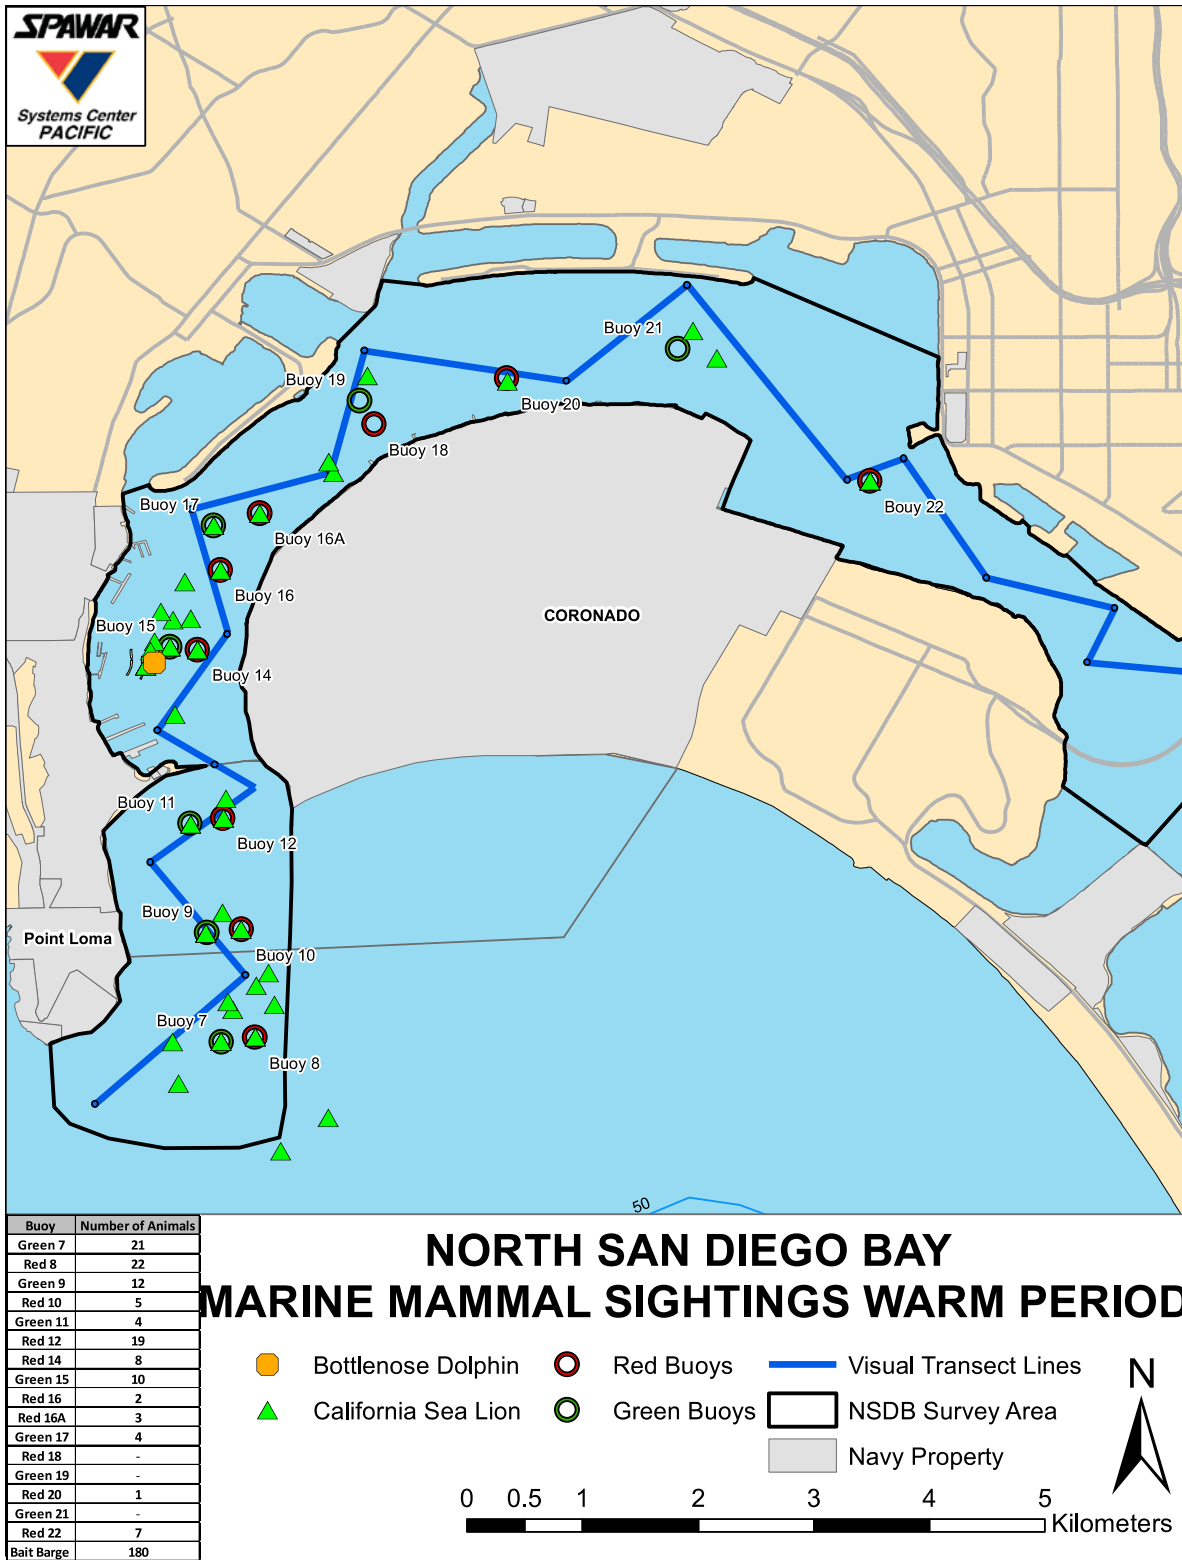 SPAWAR
Systems Center
PACIFIC
Buoy 21
Buoy 19
Buoy 20
Buoy 18
Buoy 17
Bouy 22
Buoy 16A
Buoy 16
CORONADO
Buoy 15
Buoy 14
Buoy 11
Buoy 12
Buoy 9
Point Loma
Buoy 10
Buoy 7
Buoy 8
50
Buoy Number of Animals
Green 7 21
Red 8 22
Green 9 12
Red 10 5
Green 11 4
Red 12 19
Red 14 8
Green 15 10
Red 16 2
Red 16A 3
Green 17 4
Red 18 -
Green 19 -
Red 20 1
Green 21 -
Red 22 7
Bait Barge 180
NORTH SAN DIEGO BAY
MARINE MAMMAL SIGHTINGS WARM PERIOD
Bottlenose Dolphin Red Buoys Visual Transect Lines
California Sea Lion Green Buoys NSDB Survey Area
Navy Property
N
0 0.5 1 2 3 4 5
Kilometers